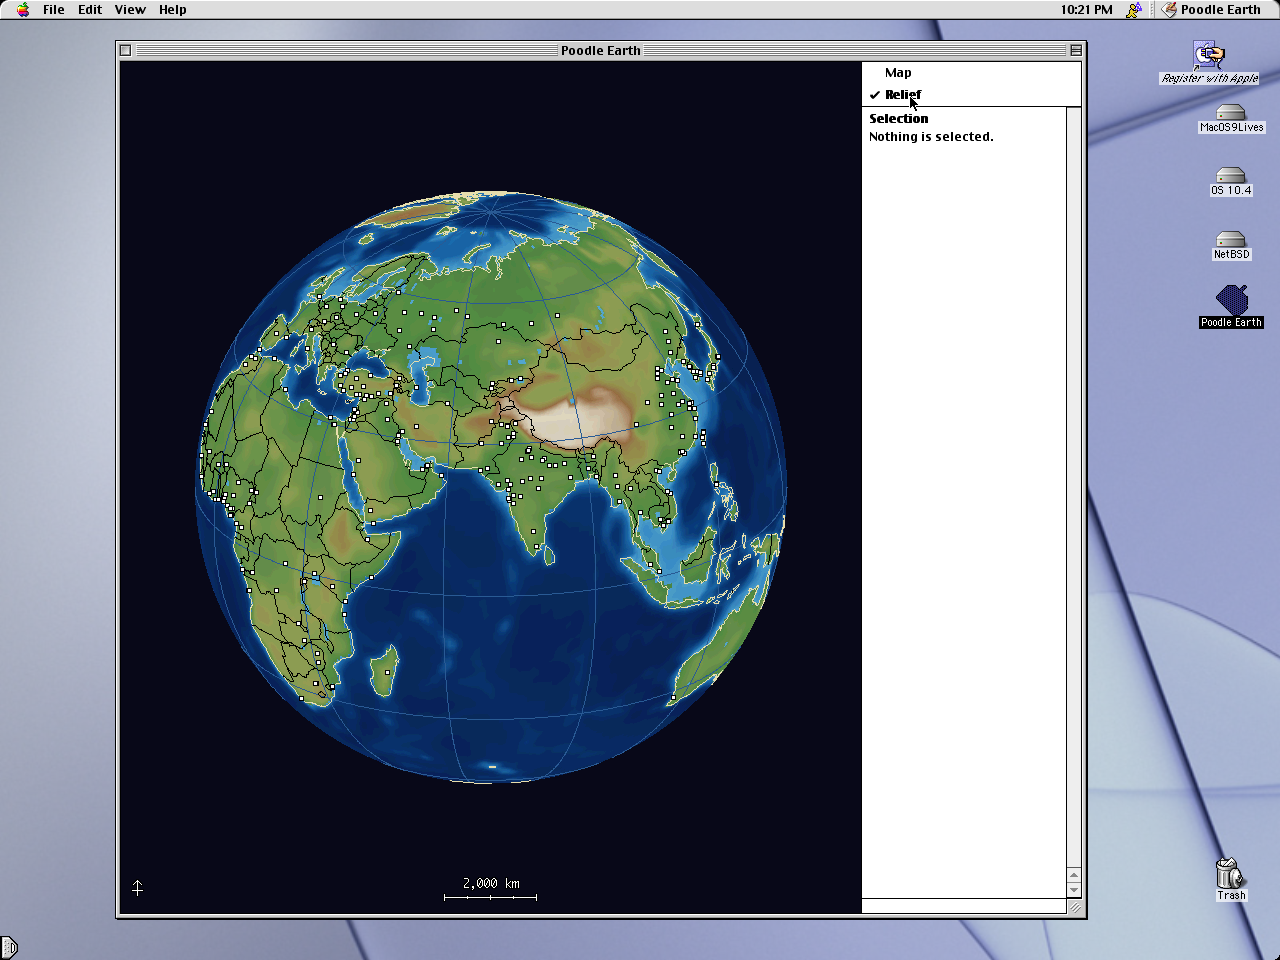 File Edit View Help
10:21 PM
Poodle Earth
Poodle Earth
Map
Relief
Selection
Nothing is selected.
2,000 km
Register with Apple
MacOS9Lives
OS 10.4
NetBSD
Poodle Earth
Trash